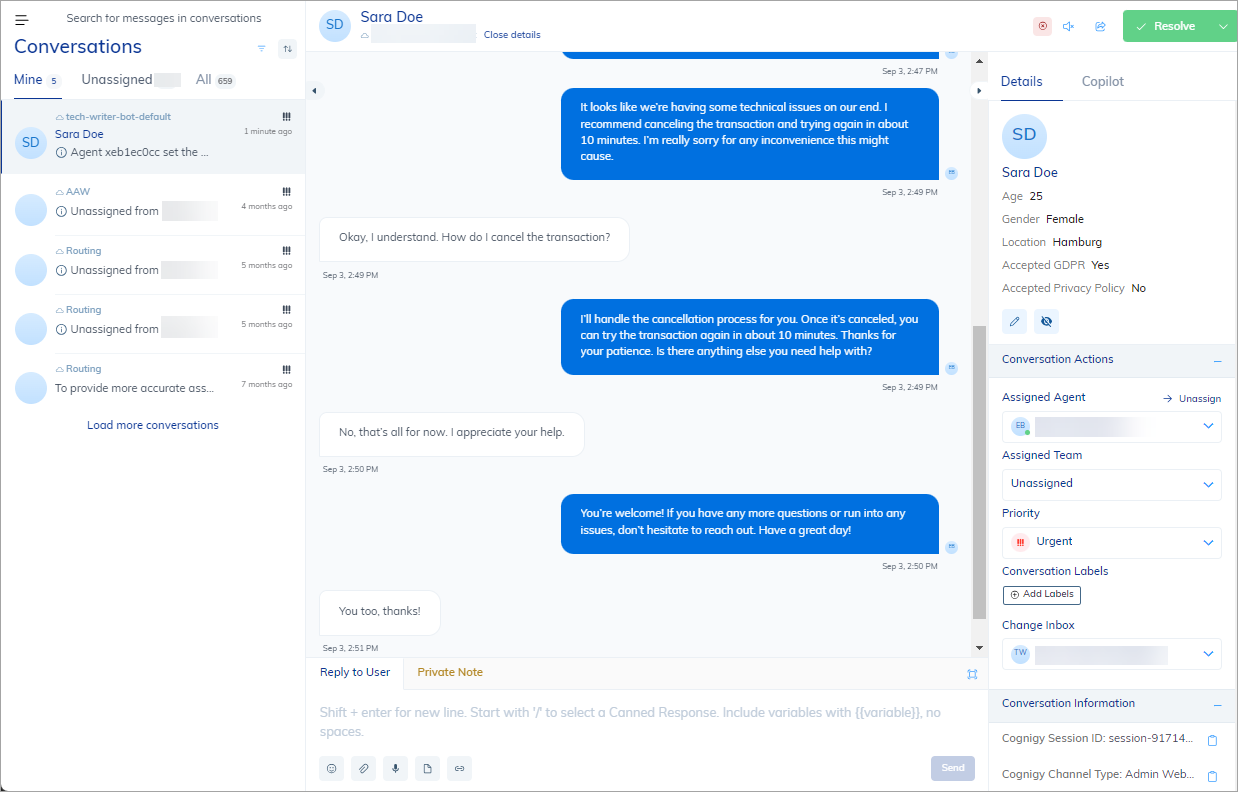 Search for messages in conversations
Conversations
Mine 5
Unassigned
All 659
SD
tech-writer-bot-default
Sara Doe
1 minute ago
Agent xeb1ec0cc set the ...
AAW
Unassigned from
4 months ago
Routing
Unassigned from
5 months ago
Routing
Unassigned from
5 months ago
Routing
To provide more accurate ass...
7 months ago
Load more conversations
SD
Sara Doe
Close details
Resolve
Sep 3, 2:47 PM
It looks like we're having some technical issues on our end. I
recommend canceling the transaction and trying again in about
10 minutes. I'm really sorry for any inconvenience this might
cause.
Sep 3, 2:49 PM
Okay, I understand. How do I cancel the transaction?
Sep 3, 2:49 PM
I'll handle the cancellation process for you. Once it's canceled, you
can try the transaction again in about 10 minutes. Thanks for
your patience. Is there anything else you need help with?
Sep 3, 2:49 PM
No, that's all for now. I appreciate your help.
Sep 3, 2:50 PM
You're welcome! If you have any more questions or run into any
issues, don't hesitate to reach out. Have a great day!
Sep 3, 2:50 PM
You too, thanks!
Sep 3, 2:51 PM
Reply to User
Private Note
Shift + enter for new line. Start with '/' to select a Canned Response. Include variables with {{variable}}, no
spaces.
Send
Details
Copilot
SD
Sara Doe
Age 25
Gender Female
Location Hamburg
Accepted GDPR Yes
Accepted Privacy Policy No
Conversation Actions
Assigned Agent
Unassign
EB
Assigned Team
Unassigned
Priority
Urgent
Conversation Labels
Add Labels
Change Inbox
TW
Conversation Information
Cognigy Session ID: session-91714...
Cognigy Channel Type: Admin Web...